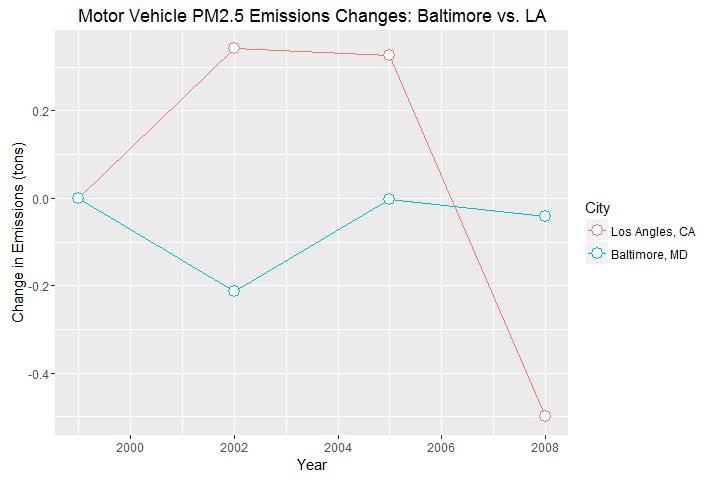 Motor Vehicle PM2.5 Emissions Changes: Baltimore vs. LA
Change in Emissions (tons)
0.2
0.0
-0.2
-0.4
2000
2002
2004
2006
2008
Year
City
Los Angles, CA
Baltimore, MD